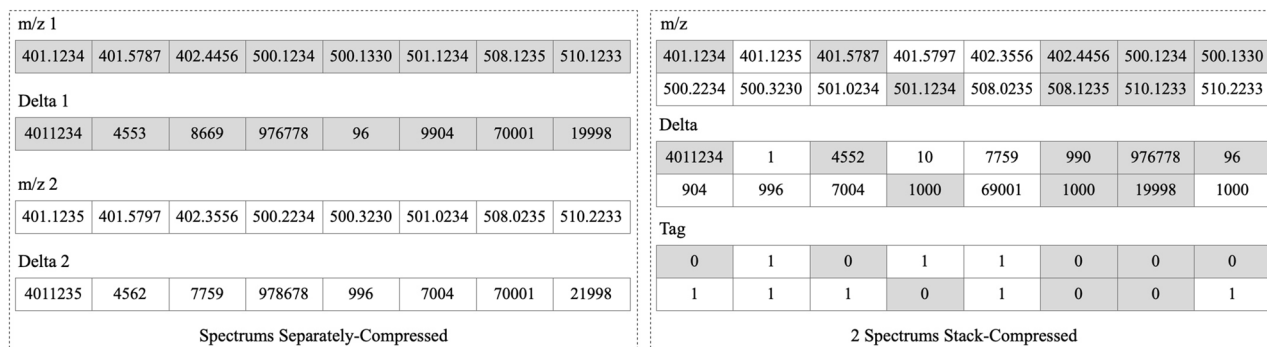 m/z 1
401.1234 401.5787 402.4456 500.1234 500.1330 501.1234 508.1235 510.1233
Delta 1
4011234 4553 8669 976778 96 9904 70001 19998
m/z 2
401.1235 401.5797 402.3556 500.2234 500.3230 501.0234 508.0235 510.2233
Delta 2
4011235 4562 7759 978678 996 7004 70001 21998
Spectrums Separately-Compressed
m/z
401.1234 401.1235 401.5787 401.5797 402.3556 402.4456 500.1234 500.1330
500.2234 500.3230 501.0234 501.1234 508.0235 508.1235 510.1233 510.2233
Delta
4011234 1 4552 10 7759 990 976778 96
904 996 7004 1000 69001 1000 19998 1000
Tag
0 1 0 1 1 0 0 0
1 1 1 0 1 0 0 1
2 Spectrums Stack-Compressed